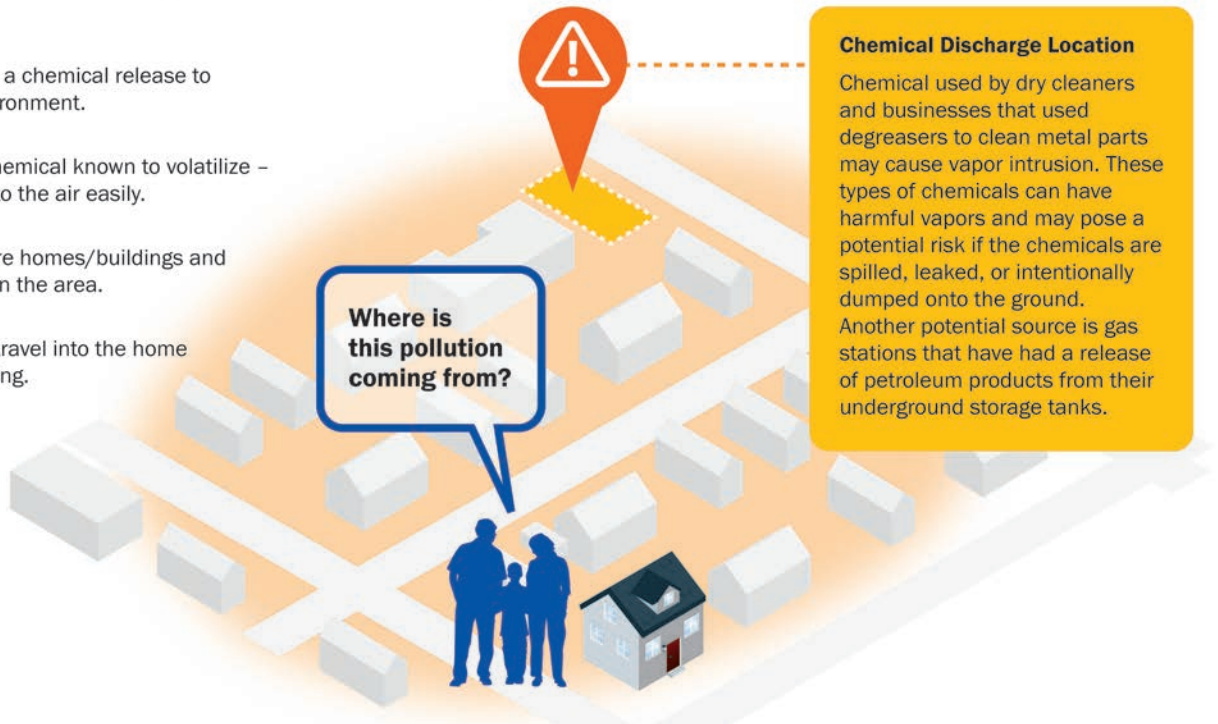 a chemical release to
ronment.
emical known to volatilize –
o the air easily.
re homes/buildings and
n the area.
travel into the home
ng.
Where is
this pollution
coming from?
Chemical Discharge Location
Chemical used by dry cleaners
and businesses that used
degreasers to clean metal parts
may cause vapor intrusion. These
types of chemicals can have
harmful vapors and may pose a
potential risk if the chemicals are
spilled, leaked, or intentionally
dumped onto the ground.
Another potential source is gas
stations that have had a release
of petroleum products from their
underground storage tanks.